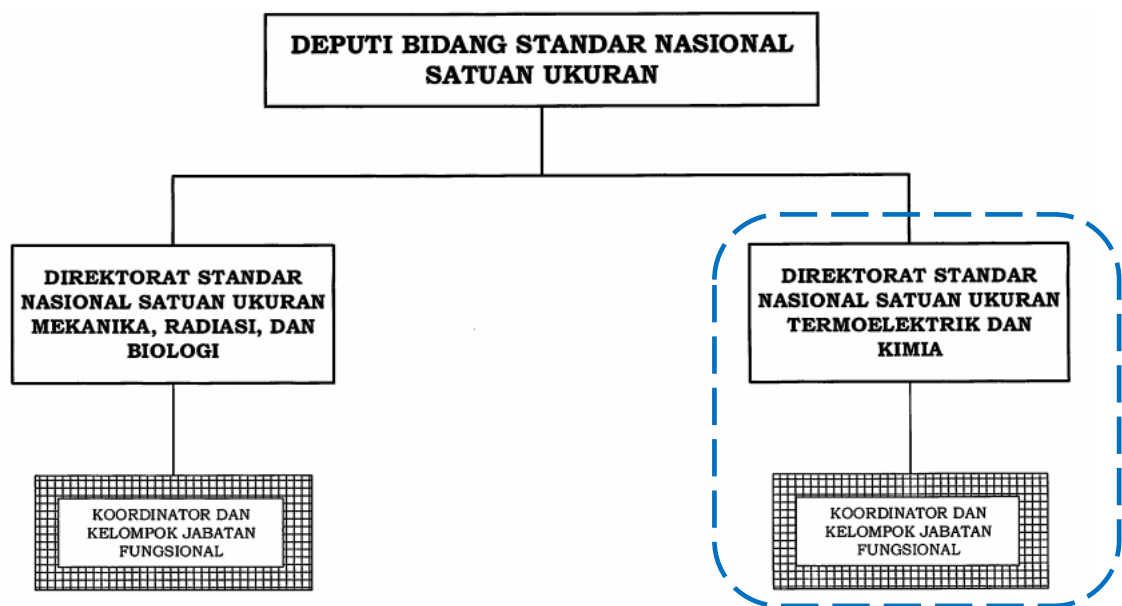 DEPUTI BIDANG STANDAR NASIONAL
SATUAN UKURAN
DIREKTORAT STANDAR
NASIONAL SATUAN UKURAN
MEKANIKA, RADIASI, DAN
BIOLOGI
DIREKTORAT STANDAR
NASIONAL SATUAN UKURAN
TERMOELEKTRIK DAN
KIMIA
KOORDINATOR DAN
KELOMPOK JABATAN
FUNGSIONAL
KOORDINATOR DAN
KELOMPOK JABATAN
FUNGSIONAL